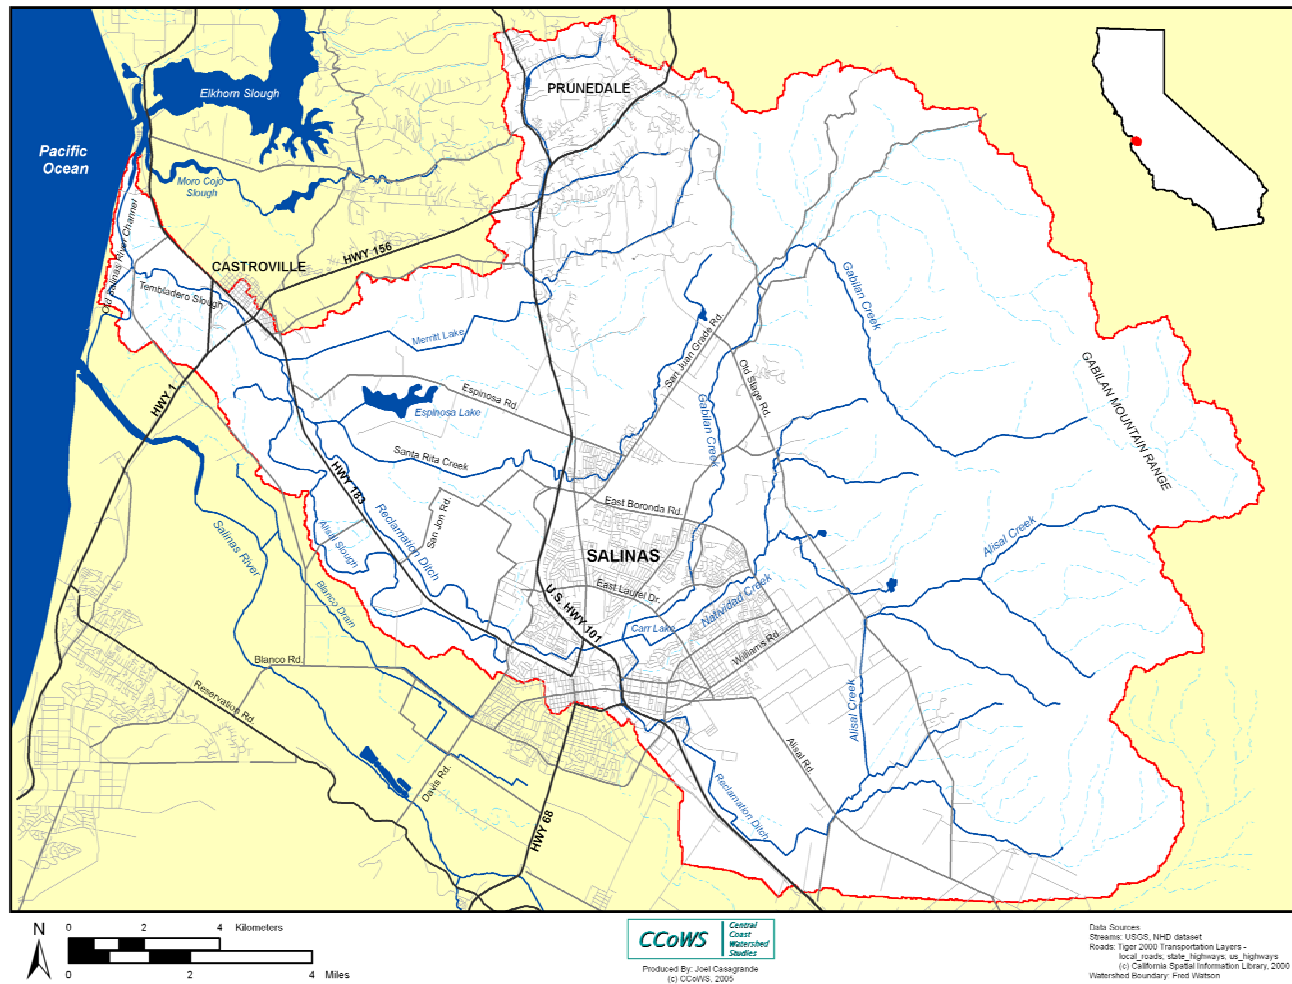 PRUNEDALE
Elkhorn Slough
Pacific
Ocean
Moro Cojo
Slough
Old Salinas River Channel
HWY 156
CASTROVILLE
Tembladero Slough
Gabilan Creek
Merritt Lake
San Juan Grade Rd.
GABILAN MOUNTAIN RANGE
Old Stage Rd.
HWY 1
Espinosa Rd.
Espinosa Lake
Gabilan Creek
Santa Rita Creek
HWY 183
East Boronda Rd.
San Jon Rd.
Reclamation Ditch
Alisal Slough
Salinas River
Alisal Creek
SALINAS
Blanco Drain
East Laurel Dr.
Natividad Creek
U.S. HWY 101
Carr Lake
Williams Rd.
Blanco Rd.
Reservation Rd.
Alisal Creek
Alisal Rd.
Davis Rd.
Reclamation Ditch
HWY 68
N
0 2 4 Kilometers
0 2 4 Miles
CCoWS
Central
Coast
Watershed
Studies
Produced By: Joel Casagrande
(c) CCoWS, 2005
Data Sources
Streams: USGS, NHD dataset
Roads: Tiger 2000 Transportation Layers -
local_roads, state_highways, us_highways
(c) California Spatial Information Library, 2000
Watershed Boundary: Fred Watson